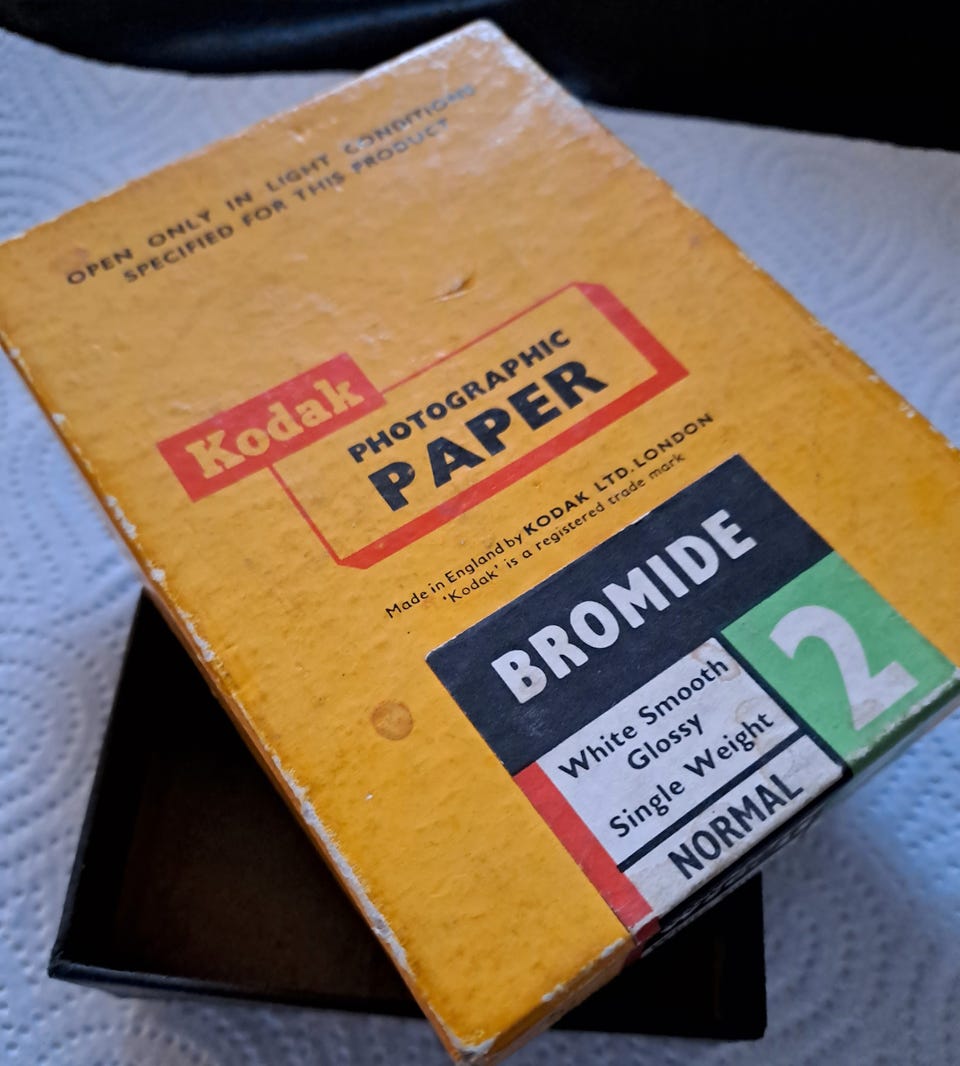 OPEN ONLY IN LIGHT CONDITIONS
SPECIFIED FOR THIS PRODUCT
Kodak
PHOTOGRAPHIC
PAPER
Made in England by KODAK LTD. LONDON
'Kodak' is a registered trade mark
BROMIDE
2
White Smooth
Glossy
Single Weight
NORMAL